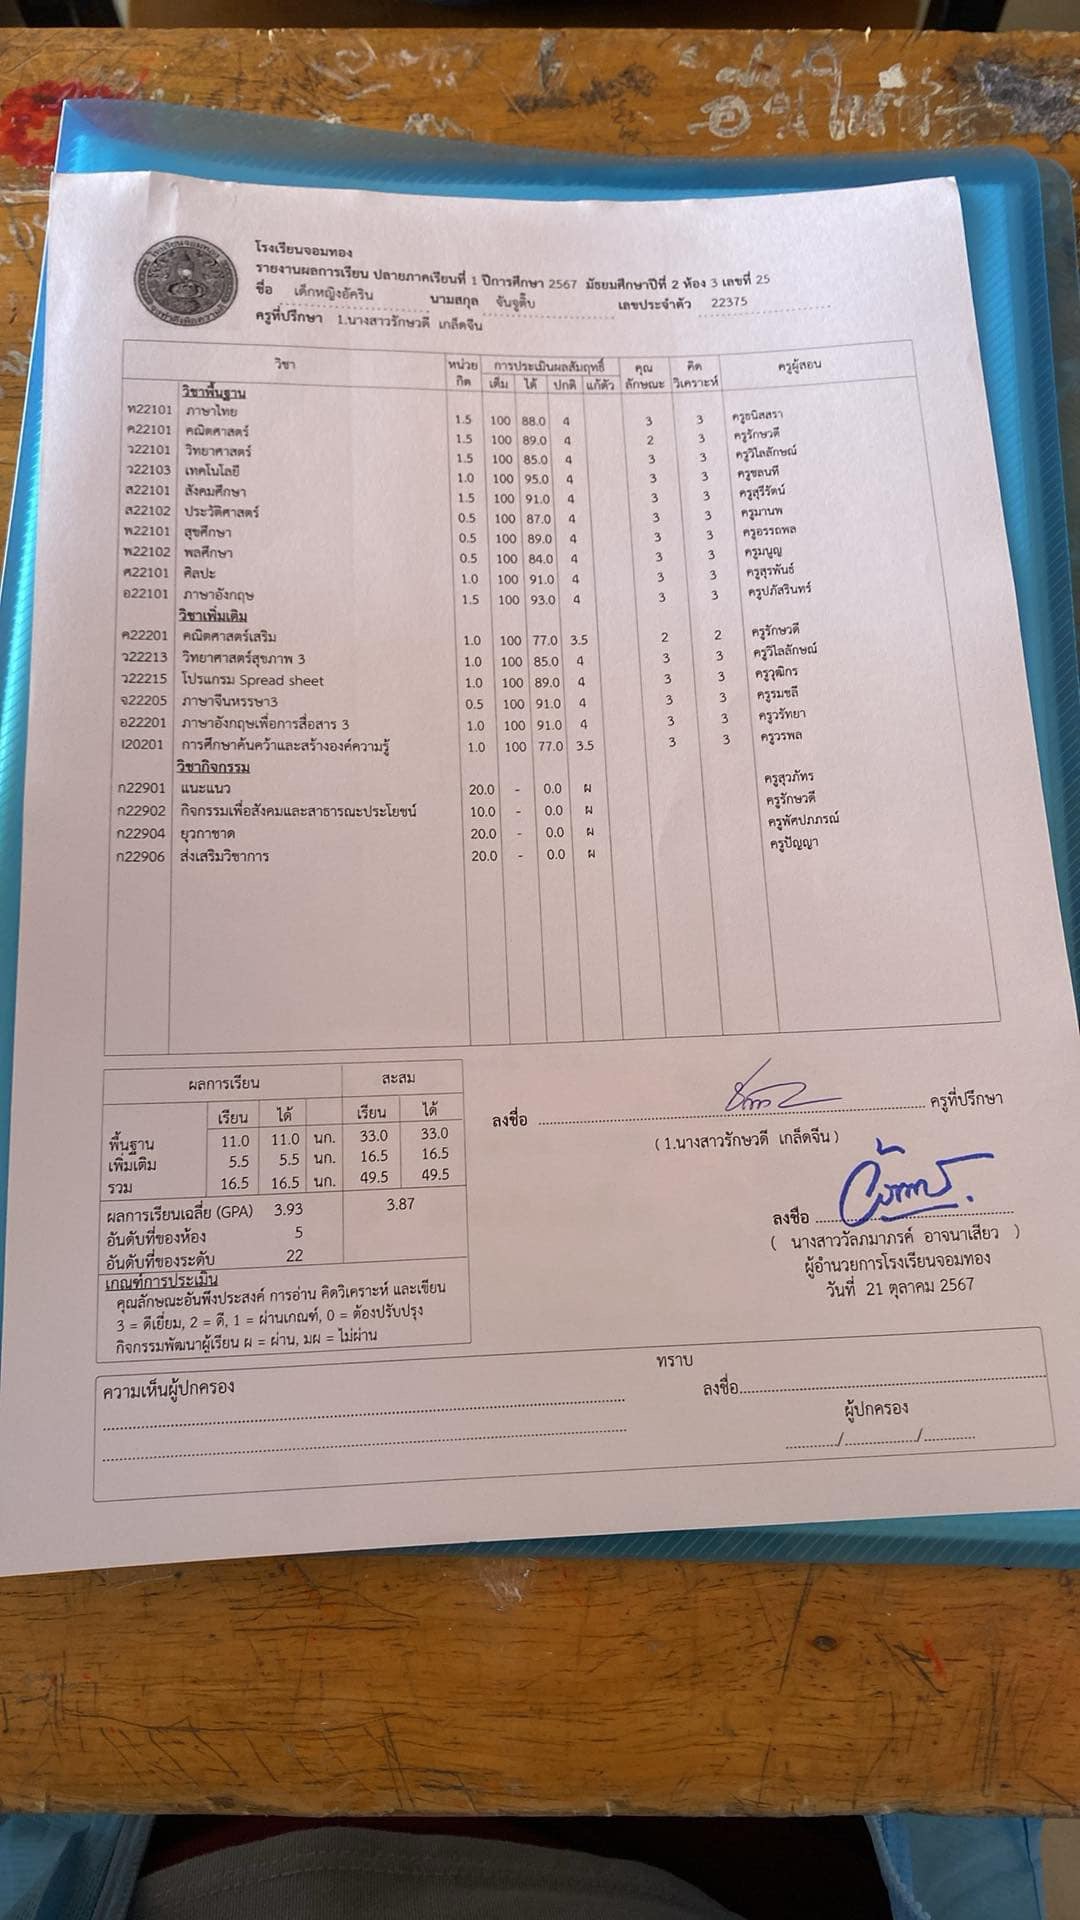 โรงเรียนจอมทอง
รายงานผลการเรียน ปลายภาคเรียนที่ 1 ปีการศึกษา 2567 มัธยมศึกษาปีที่ 2 ห้อง 3 เลขที่ 25
ชื่อ เด็กหญิงอัคริน นามสกุล จันจูตั๊บ เลขประจำตัว 22375
ครูที่ปรึกษา 1.นางสาวรักษวดี เกล็ดจีน
วิชา หน่วยกิต การประเมินผลสัมฤทธิ์ คุณลักษณะ คิดวิเคราะห์ ครูผู้สอน
เต็ม ได้ ปกติ แก้ตัว
วิชาพื้นฐาน
ท22101 ภาษาไทย 1.5 100 88.0 4 3 3 ครูธนิสสรา
ค22101 คณิตศาสตร์ 1.5 100 89.0 4 2 3 ครูรักษวดี
ว22101 วิทยาศาสตร์ 1.5 100 85.0 4 3 3 ครูวิไลลักษณ์
ว22103 เทคโนโลยี 1.0 100 95.0 4 3 3 ครูชลนที
ส22101 สังคมศึกษา 1.5 100 91.0 4 3 3 ครูสุรีรัตน์
ส22102 ประวัติศาสตร์ 0.5 100 87.0 4 3 3 ครูมานพ
พ22101 สุขศึกษา 0.5 100 89.0 4 3 3 ครูอรรถพล
พ22102 พลศึกษา 0.5 100 84.0 4 3 3 ครูมนูญ
ศ22101 ศิลปะ 1.0 100 91.0 4 3 3 ครูสุรพันธ์
อ22101 ภาษาอังกฤษ 1.5 100 93.0 4 3 3 ครูปภัสรินทร์
วิชาเพิ่มเติม
ค22201 คณิตศาสตร์เสริม 1.0 100 77.0 3.5 2 2 ครูรักษวดี
ว22213 วิทยาศาสตร์สุขภาพ 3 1.0 100 85.0 4 3 3 ครูวิไลลักษณ์
ว22215 โปรแกรม Spread sheet 1.0 100 89.0 4 3 3 ครูวุฒิกร
จ22205 ภาษาจีนหรรษา3 0.5 100 91.0 4 3 3 ครูรมชลี
อ22201 ภาษาอังกฤษเพื่อการสื่อสาร 3 1.0 100 91.0 4 3 3 ครูวรัทยา
I20201 การศึกษาค้นคว้าและสร้างองค์ความรู้ 1.0 100 77.0 3.5 3 3 ครูวรพล
วิชากิจกรรม
ก22901 แนะแนว 20.0 - 0.0 ผ ครูสุวภัทร
ก22902 กิจกรรมเพื่อสังคมและสาธารณะประโยชน์ 10.0 - 0.0 ผ ครูรักษวดี
ก22904 ยุวกาชาด 20.0 - 0.0 ผ ครูพัศปภภรณ์
ก22906 ส่งเสริมวิชาการ 20.0 - 0.0 ผ ครูปัญญา
ผลการเรียน สะสม
เรียน ได้ เรียน ได้
พื้นฐาน 11.0 11.0 นก. 33.0 33.0
เพิ่มเติม 5.5 5.5 นก. 16.5 16.5
รวม 16.5 16.5 นก. 49.5 49.5
ผลการเรียนเฉลี่ย (GPA) 3.93 3.87
อันดับที่ของห้อง 5
อันดับที่ของระดับ 22
เกณฑ์การประเมิน
คุณลักษณะอันพึงประสงค์ การอ่าน คิดวิเคราะห์ และเขียน
3 = ดีเยี่ยม, 2 = ดี, 1 = ผ่านเกณฑ์, 0 = ต้องปรับปรุง
กิจกรรมพัฒนาผู้เรียน ผ = ผ่าน, มผ = ไม่ผ่าน
ลงชื่อ ครูที่ปรึกษา
( 1.นางสาวรักษวดี เกล็ดจีน )
ลงชื่อ
( นางสาววัลภมาภรค์ อาจนาเสียว )
ผู้อำนวยการโรงเรียนจอมทอง
วันที่ 21 ตุลาคม 2567
ความเห็นผู้ปกครอง
ทราบ
ลงชื่อ
ผู้ปกครอง